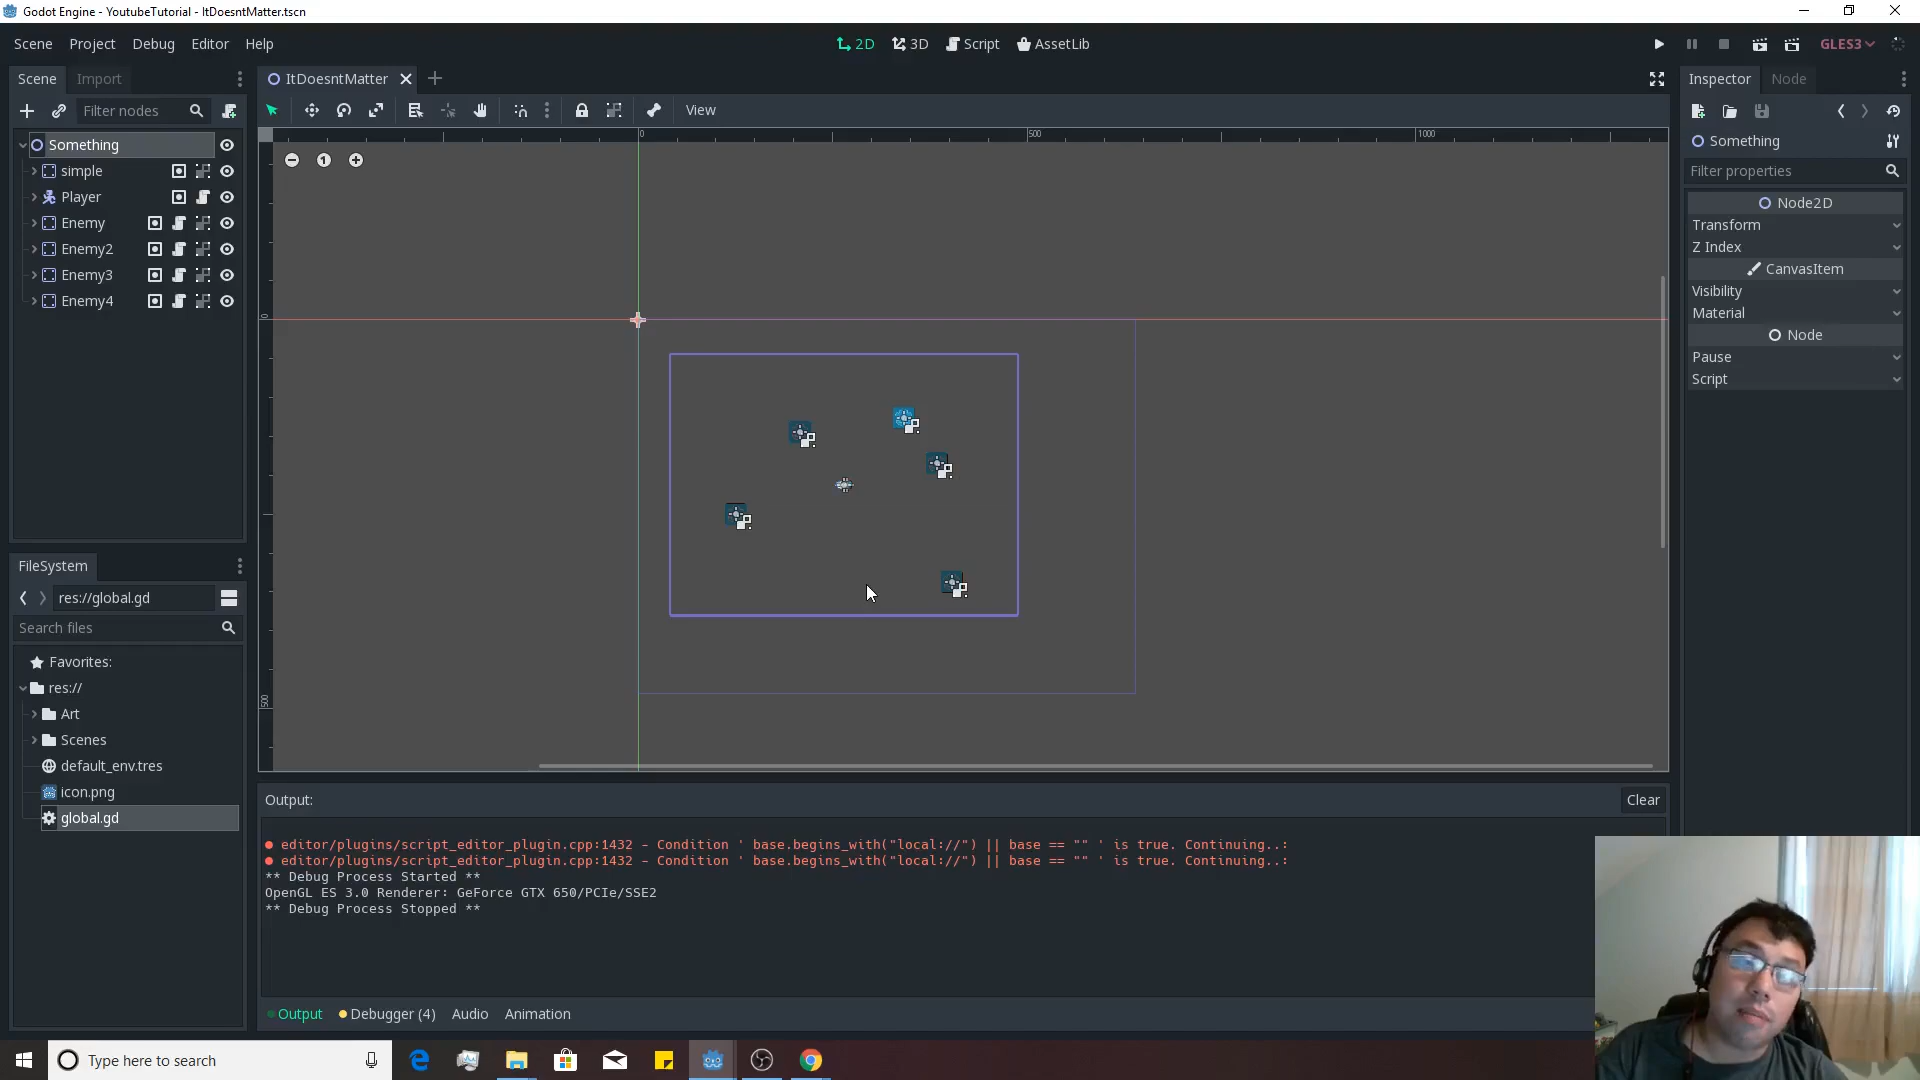 Godot Engine - YoutubeTutorial - ItDoesntMatter.tscn
Scene Project Debug Editor Help
2D 3D Script AssetLib
GLES3
Scene Import
ItDoesntMatter
Inspector Node
Filter nodes
View
Something
Something
simple
Filter properties
Player
Node2D
Enemy
Transform
Enemy2
Z Index
CanvasItem
Enemy3
Visibility
Enemy4
Material
Node
Pause
Script
0
500
1000
1
0
500
FileSystem
res://global.gd
Search files
Favorites:
res://
Art
Scenes
default_env.tres
icon.png
global.gd
Output:
Clear
editor/plugins/script_editor_plugin.cpp:1432 - Condition ' base.begins_with("local://") || base == "" ' is true. Continuing..:
editor/plugins/script_editor_plugin.cpp:1432 - Condition ' base.begins_with("local://") || base == "" ' is true. Continuing..:
** Debug Process Started **
OpenGL ES 3.0 Renderer: GeForce GTX 650/PCIe/SSE2
** Debug Process Stopped **
Output Debugger (4) Audio Animation
Type here to search